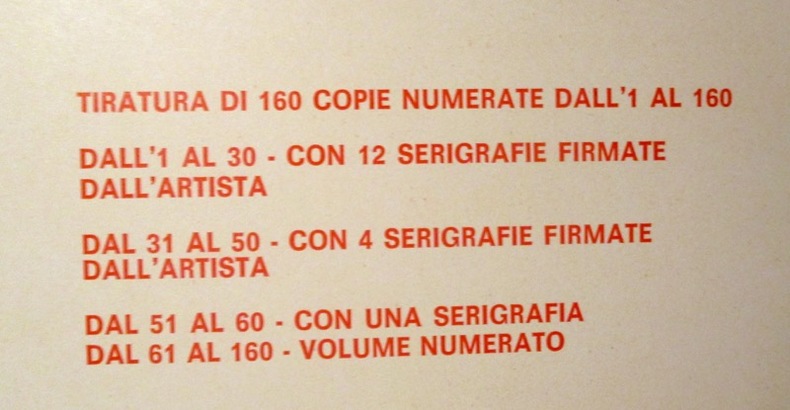 TIRATURA DI 160 COPIE NUMERATE DALL'1 AL 160
DALL'1 AL 30 - CON 12 SERIGRAFIE FIRMATE
DALL'ARTISTA
DAL 31 AL 50 - CON 4 SERIGRAFIE FIRMATE
DALL'ARTISTA
DAL 51 AL 60 - CON UNA SERIGRAFIA
DAL 61 AL 160 - VOLUME NUMERATO